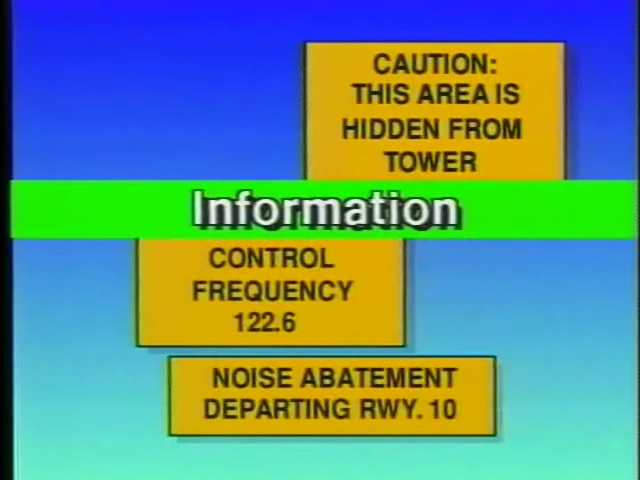 CAUTION:
THIS AREA IS
HIDDEN FROM
TOWER
Information
CONTROL
FREQUENCY
122.6
NOISE ABATEMENT
DEPARTING RWY. 10